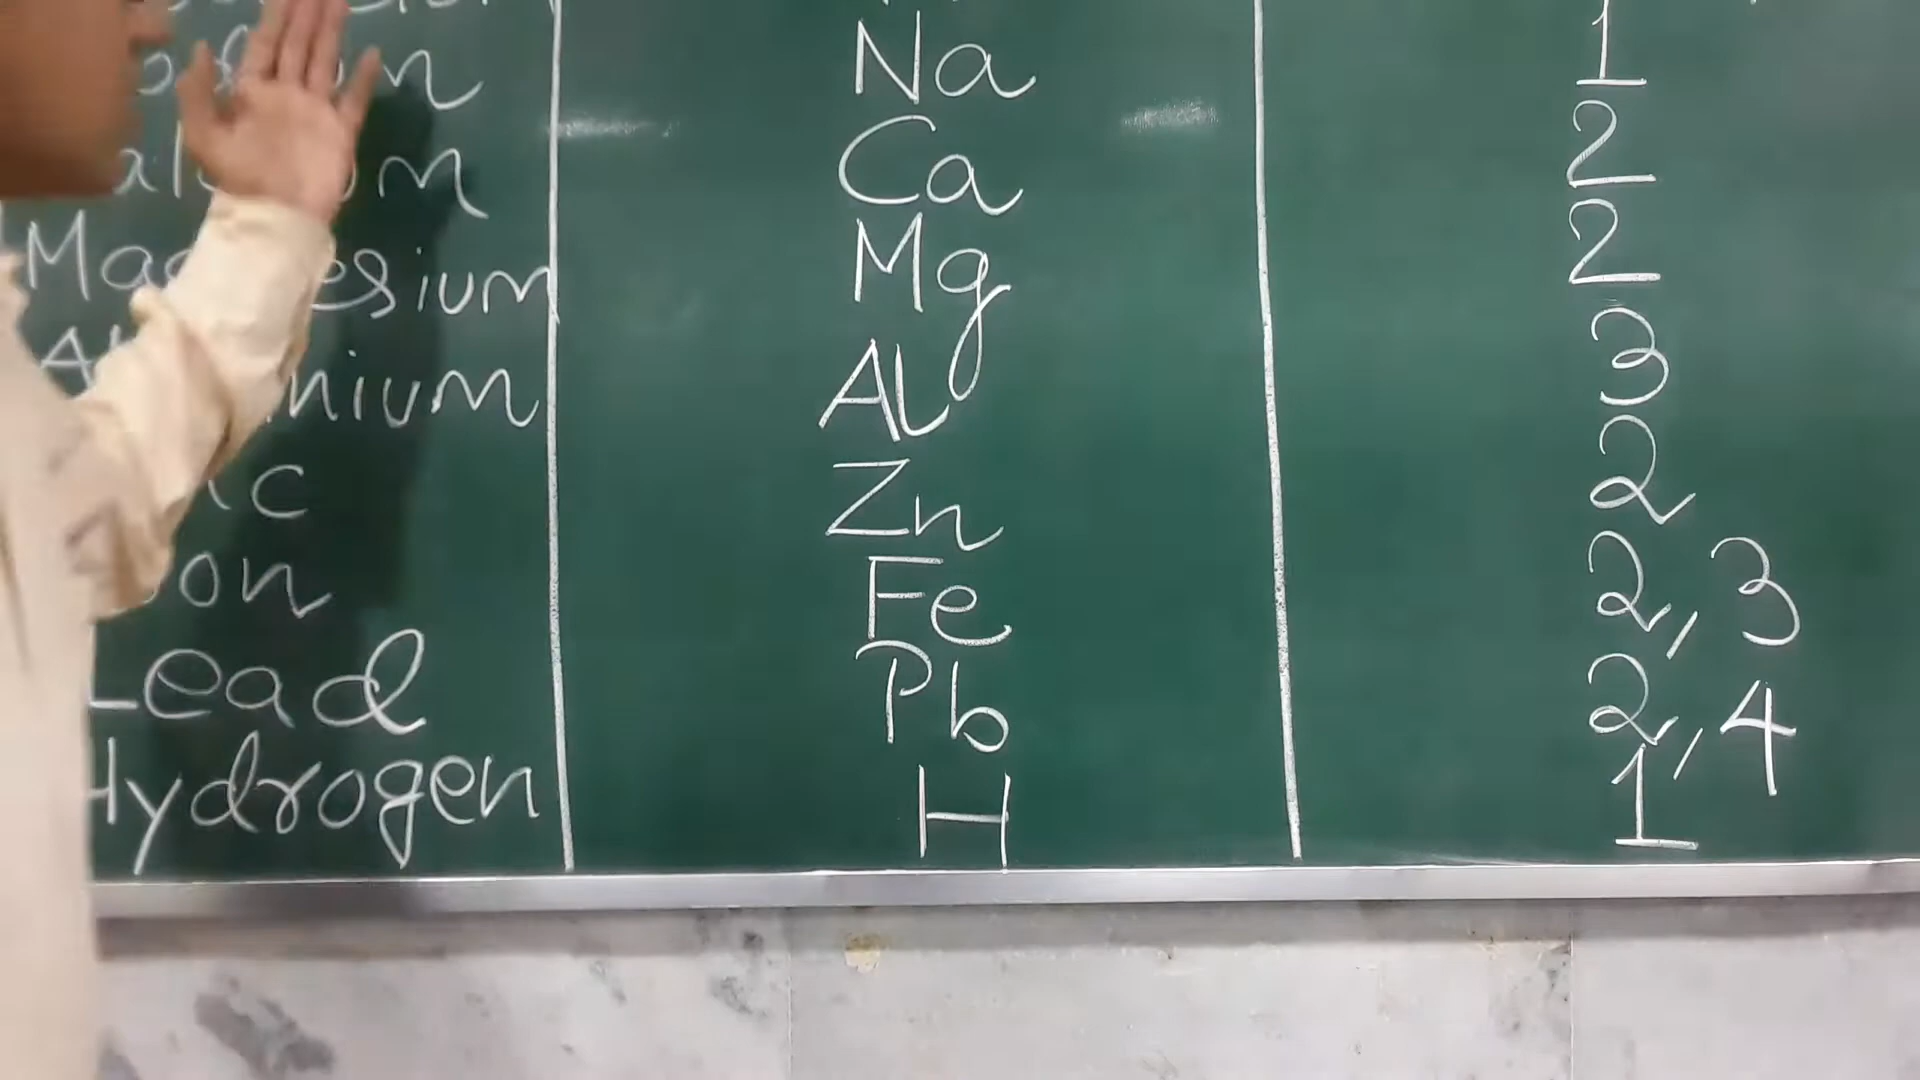 Na 1
Ca 2
Magnesium Mg 2
Aluminium Al 3
Zn 2
Fe 2, 3
Lead Pb 2, 4
Hydrogen H 1